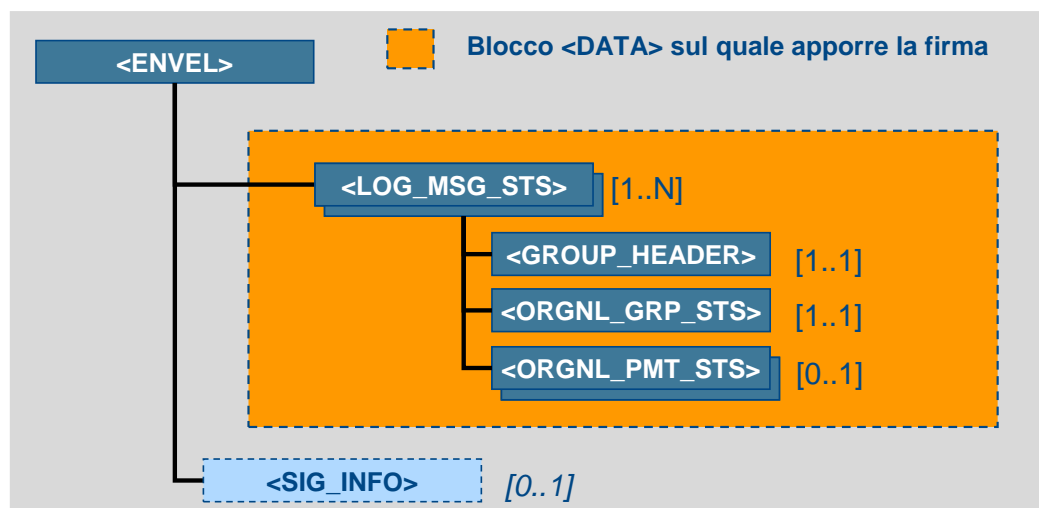 <ENVEL>
Blocco <DATA> sul quale apporre la firma
<LOG_MSG_STS> [1..N]
<GROUP_HEADER> [1..1]
<ORGNL_GRP_STS> [1..1]
<ORGNL_PMT_STS> [0..1]
<SIG_INFO> [0..1]